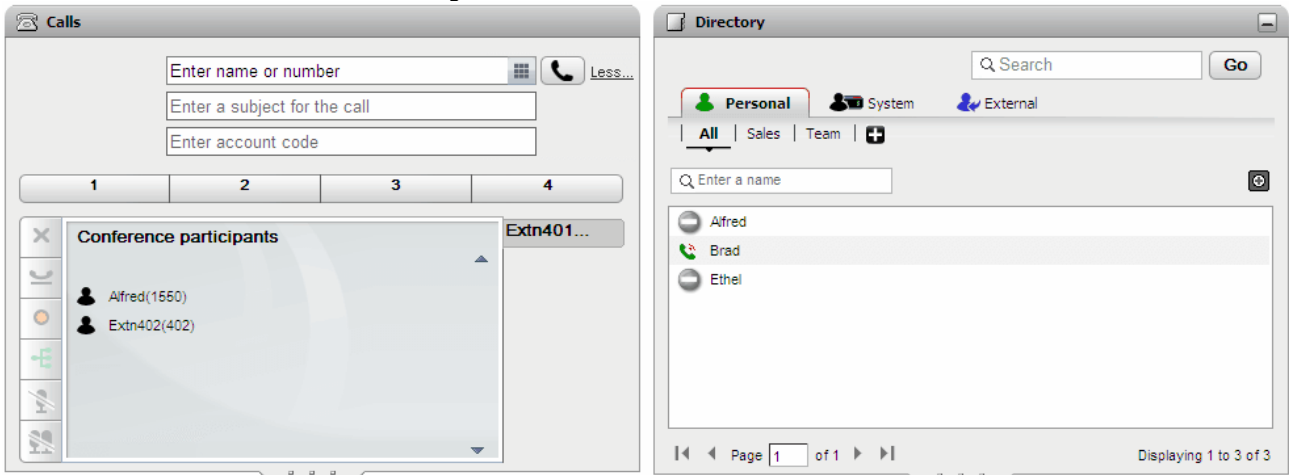 Calls
Enter name or number
Less...
Enter a subject for the call
Enter account code
1 2 3 4
Conference participants
Extn401...
Alfred(1550)
Extn402(402)
Directory
Search
Go
Personal System External
All Sales Team
Enter a name
Alfred
Brad
Ethel
Page 1 of 1
Displaying 1 to 3 of 3